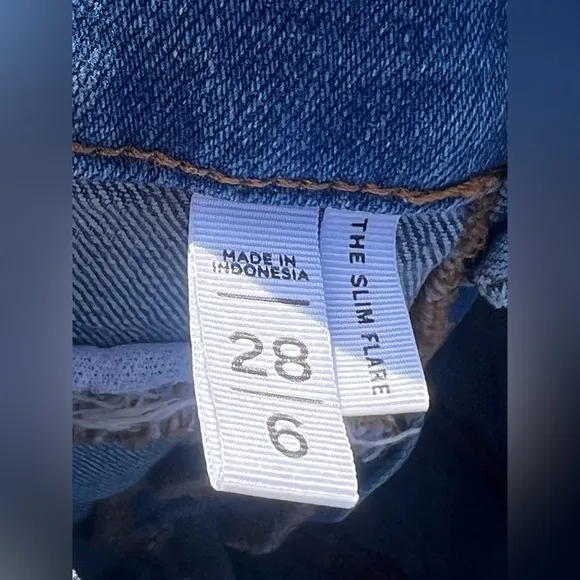 MADE IN
INDONESIA
28
6
THE SLIM FLARE